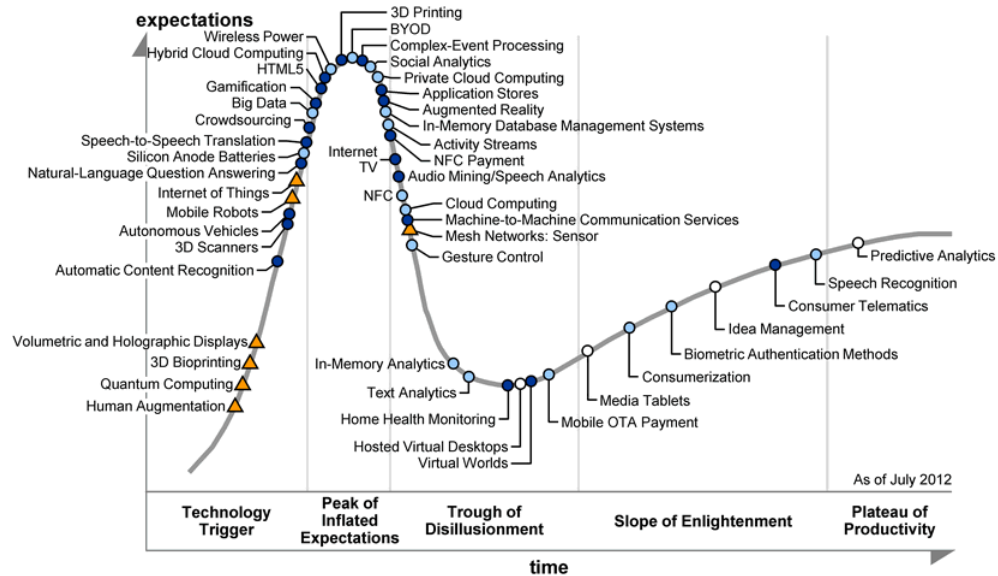 expectations
3D Printing
BYOD
Wireless Power
Complex-Event Processing
Hybrid Cloud Computing
Social Analytics
HTML5
Private Cloud Computing
Gamification
Application Stores
Big Data
Augmented Reality
Crowdsourcing
In-Memory Database Management Systems
Speech-to-Speech Translation
Activity Streams
Silicon Anode Batteries
NFC Payment
Natural-Language Question Answering
Internet
TV
Audio Mining/Speech Analytics
Internet of Things
NFC
Cloud Computing
Mobile Robots
Machine-to-Machine Communication Services
Autonomous Vehicles
Mesh Networks: Sensor
3D Scanners
Gesture Control
Automatic Content Recognition
Predictive Analytics
Speech Recognition
Consumer Telematics
Idea Management
Volumetric and Holographic Displays
Biometric Authentication Methods
3D Bioprinting
In-Memory Analytics
Consumerization
Quantum Computing
Text Analytics
Media Tablets
Human Augmentation
Home Health Monitoring
Mobile OTA Payment
Hosted Virtual Desktops
Virtual Worlds
As of July 2012
Technology
Trigger
Peak of
Inflated
Expectations
Trough of
Disillusionment
Slope of Enlightenment
Plateau of
Productivity
time